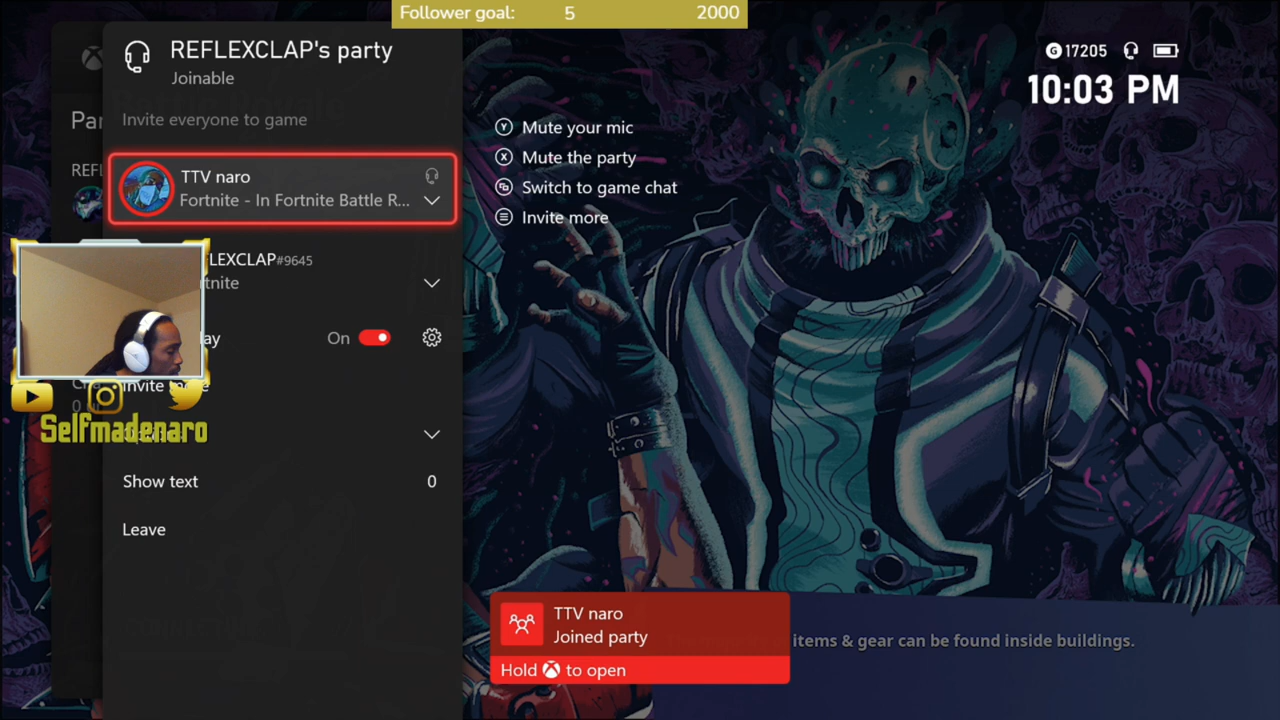 Follower goal: 5 2000
REFLEXCLAP's party
Joinable
Invite everyone to game
Par
REFL
TTV naro
Fortnite - In Fortnite Battle R...
LEXCLAP#9645
rtnite
ay On
Invite
Selfmadenaro
Show text 0
Leave
Mute your mic
Mute the party
Switch to game chat
Invite more
G 17205
10:03 PM
TTV naro
Joined party
Hold to open
items & gear can be found inside buildings.